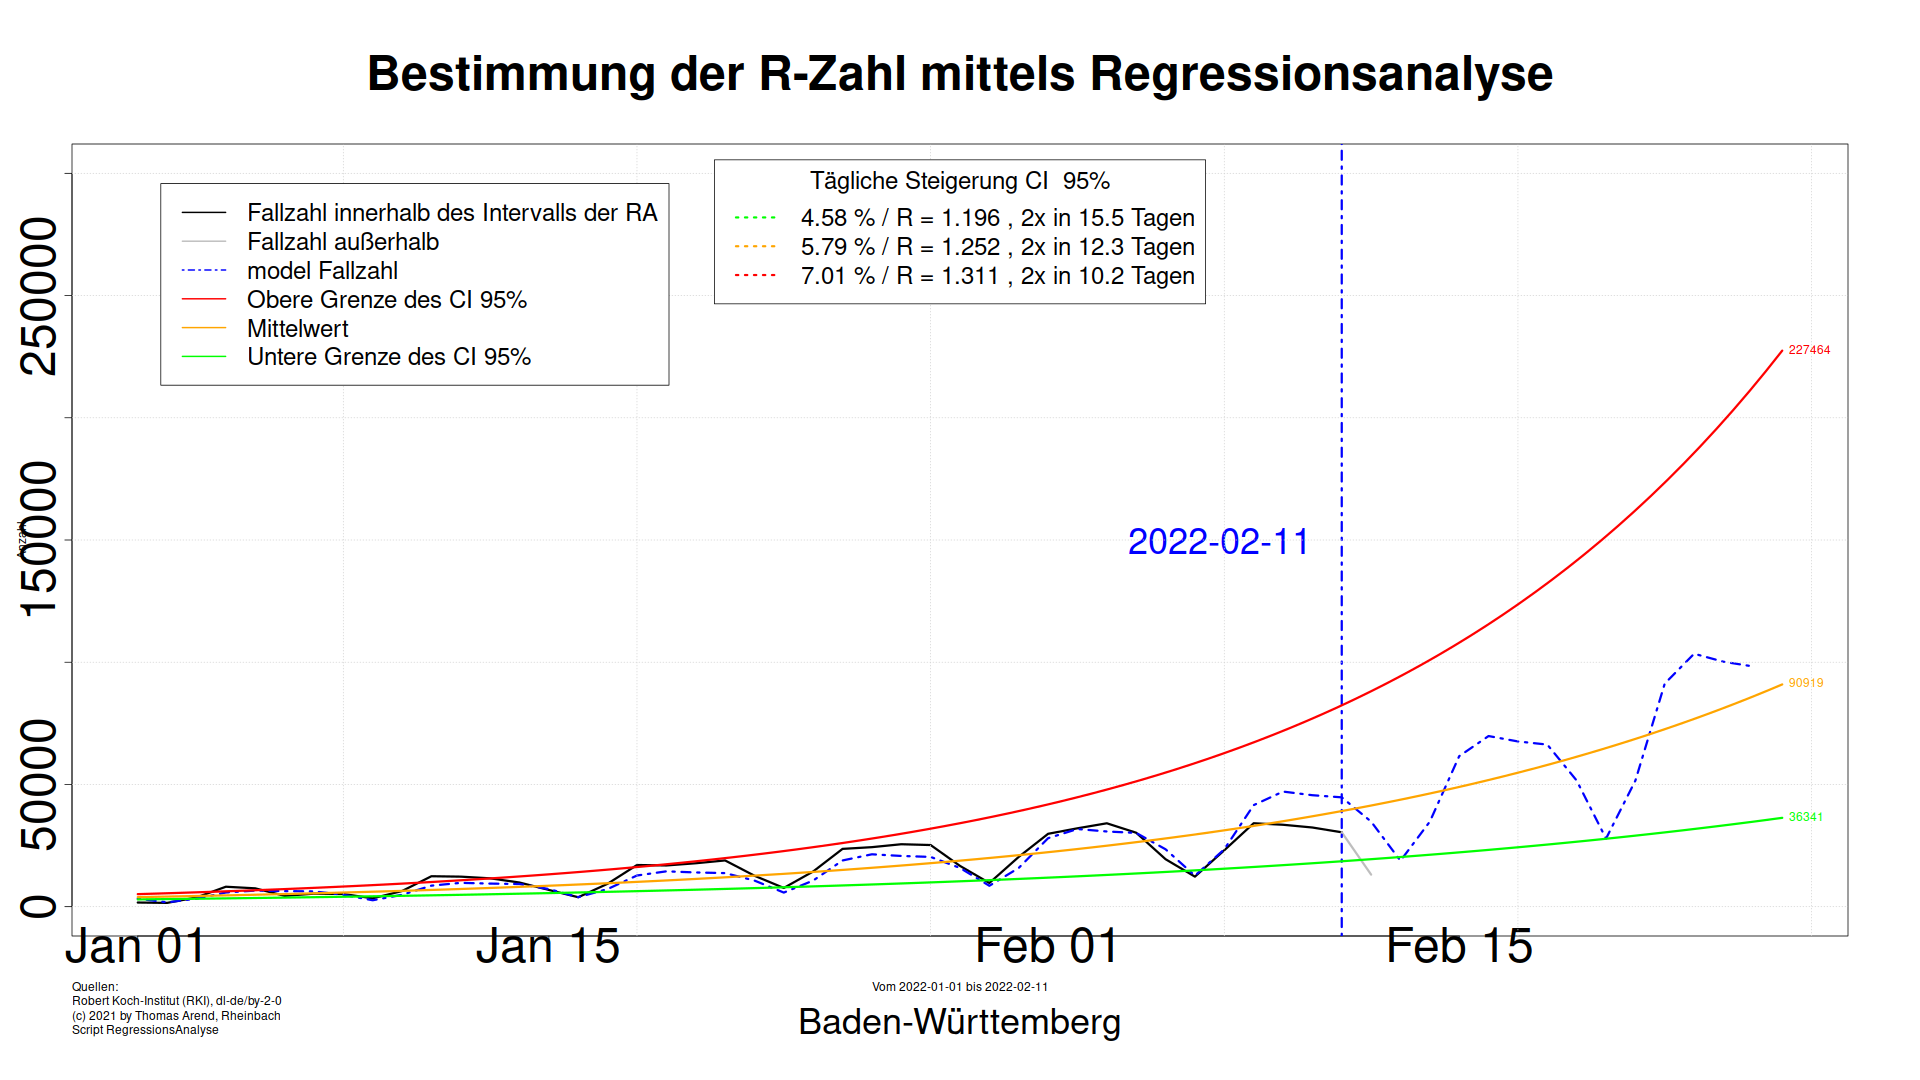 Bestimmung der R-Zahl mittels Regressionsanalyse
Fallzahl innerhalb des Intervalls der RA
Fallzahl außerhalb
model Fallzahl
Obere Grenze des CI 95%
Mittelwert
Untere Grenze des CI 95%
Tägliche Steigerung CI  95%
4.58 % / R = 1.196 , 2x in 15.5 Tagen
5.79 % / R = 1.252 , 2x in 12.3 Tagen
7.01 % / R = 1.311 , 2x in 10.2 Tagen
250000
150000
50000
0
Anzahl
2022-02-11
227464
90919
36341
Jan 01
Jan 15
Feb 01
Feb 15
Quellen:
Robert Koch-Institut (RKI), dl-de/by-2-0
(c) 2021 by Thomas Arend, Rheinbach
Script RegressionsAnalyse
Vom 2022-01-01 bis 2022-02-11
Baden-Württemberg